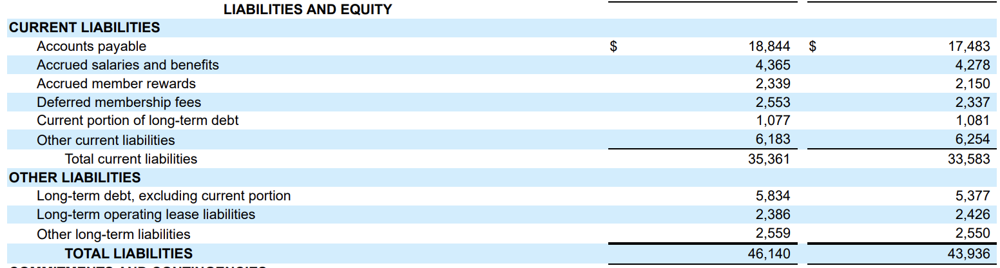 LIABILITIES AND EQUITY
CURRENT LIABILITIES
Accounts payable $ 18,844 $ 17,483
Accrued salaries and benefits 4,365 4,278
Accrued member rewards 2,339 2,150
Deferred membership fees 2,553 2,337
Current portion of long-term debt 1,077 1,081
Other current liabilities 6,183 6,254
Total current liabilities 35,361 33,583
OTHER LIABILITIES
Long-term debt, excluding current portion 5,834 5,377
Long-term operating lease liabilities 2,386 2,426
Other long-term liabilities 2,559 2,550
TOTAL LIABILITIES 46,140 43,936